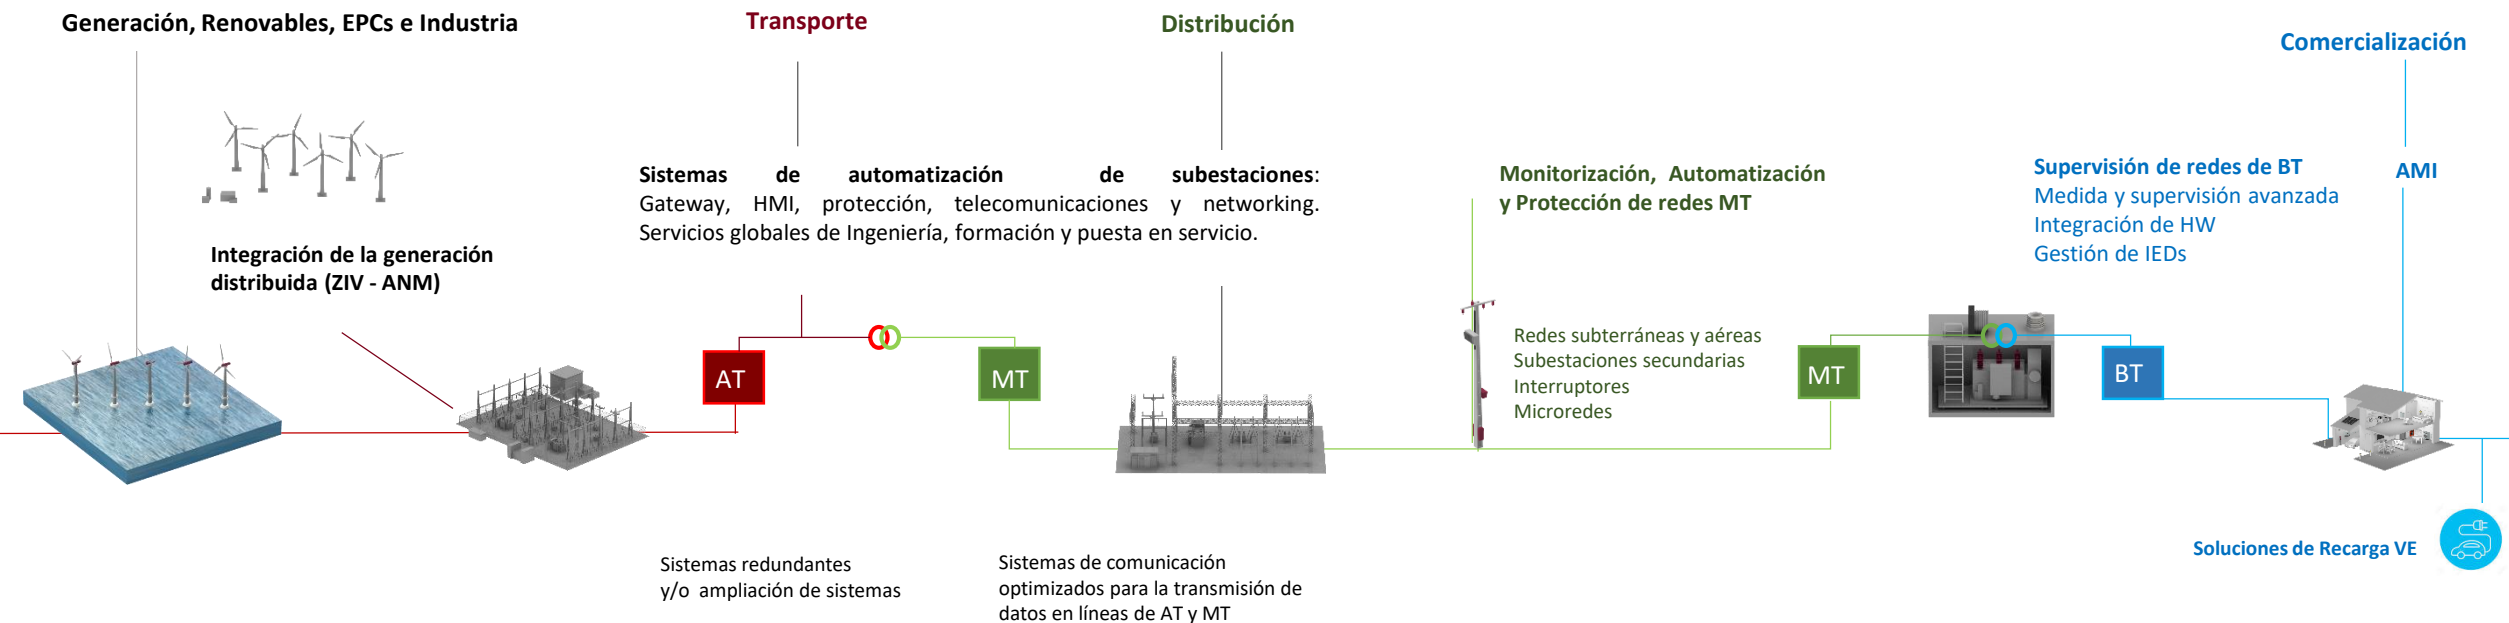 Generación, Renovables, EPCs e Industria
Transporte
Distribución
Comercialización
Integración de la generación
distribuida (ZIV - ANM)
Sistemas de automatización de subestaciones:
Gateway, HMI, protección, telecomunicaciones y networking.
Servicios globales de Ingeniería, formación y puesta en servicio.
Monitorización, Automatización
y Protección de redes MT
Supervisión de redes de BT
Medida y supervisión avanzada
Integración de HW
Gestión de IEDs
AMI
AT
MT
Redes subterráneas y aéreas
Subestaciones secundarias
Interruptores
Microredes
MT
BT
Sistemas redundantes
y/o ampliación de sistemas
Sistemas de comunicación
optimizados para la transmisión de
datos en líneas de AT y MT
Soluciones de Recarga VE